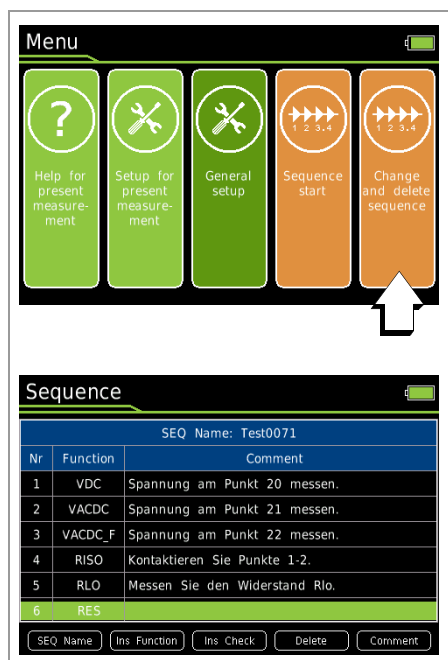 Menu
?
Help for
present
measure-
ment
Setup for
present
measure-
ment
General
setup
1 2 3.4
Sequence
start
1 2 3.4
Change
and delete
sequence
Sequence
SEQ Name: Test0071
Nr Function Comment
1 VDC Spannung am Punkt 20 messen.
2 VACDC Spannung am Punkt 21 messen.
3 VACDC_F Spannung am Punkt 22 messen.
4 RISO Kontaktieren Sie Punkte 1-2.
5 RLO Messen Sie den Widerstand Rlo.
6 RES
SEQ Name Ins Function Ins Check Delete Comment